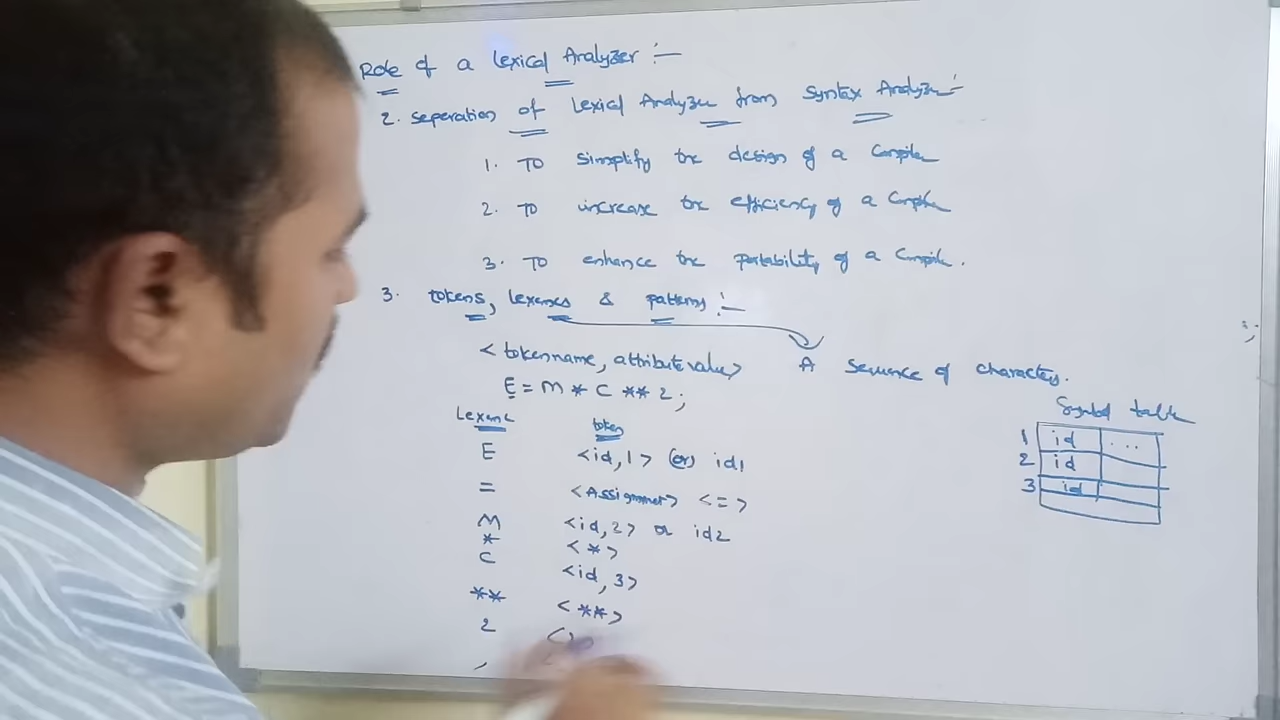 Role of a Lexical Analyzer :-
2. seperation of Lexical Analyzer from Syntax Analyzer:-
1. TO simplify the design of a Compiler
2. TO increase the efficiency of a Compiler
3. TO enhance the portability of a Compiler.
3. tokens, lexemes & patterns :-
<tokenname, attributevalue> A sequence of characters.
E = M * C ** 2;
Lexeme token
E <id,1> (or) id1
= <Assignment> <=>
M <id,2> or id2
* <*>
C <id,3>
** <**>
2
;
Symbol table
1 id ...
2 id
3 id